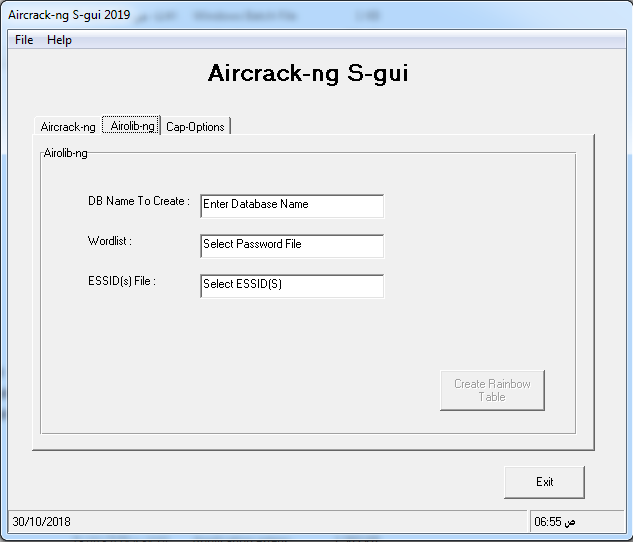 Aircrack-ng S-gui 2019
File Help
Aircrack-ng S-gui
Aircrack-ng Airolib-ng Cap-Options
Airolib-ng
DB Name To Create : Enter Database Name
Wordlist : Select Password File
ESSID(s) File : Select ESSID(S)
Create Rainbow
Table
Exit
30/10/2018 06:55 ص